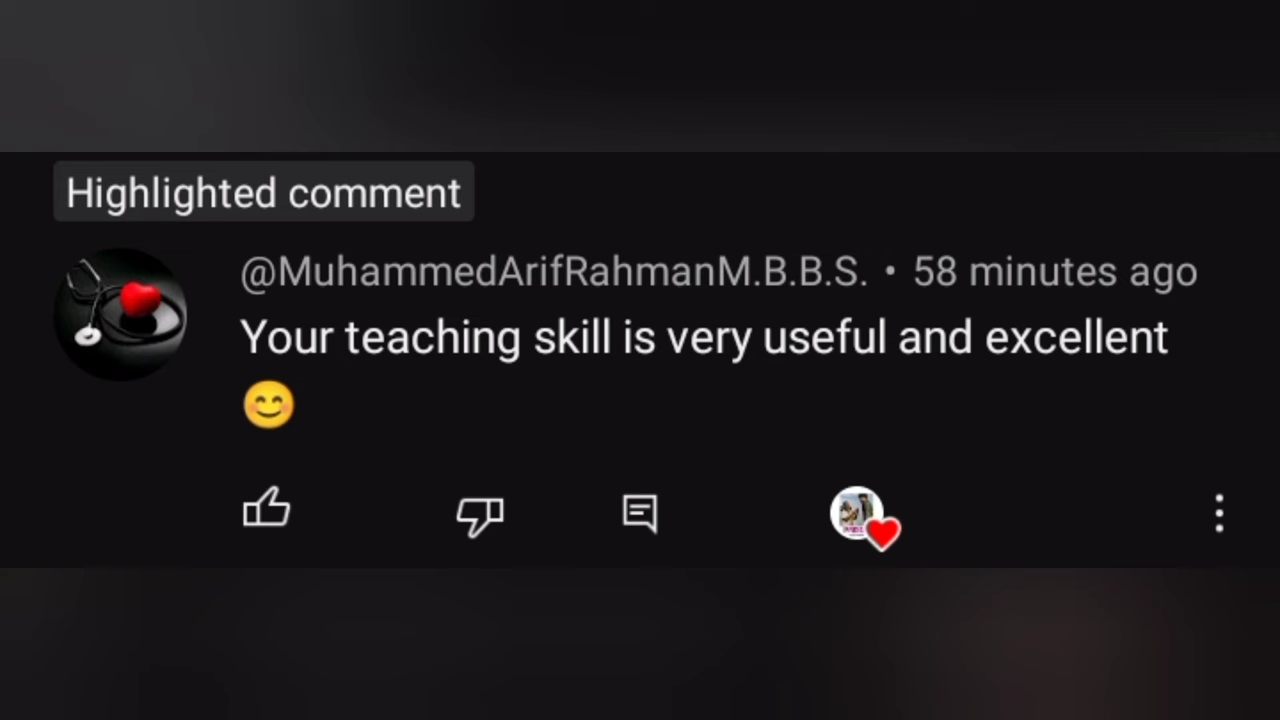 Highlighted comment
@MuhammedArifRahmanM.B.B.S. • 58 minutes ago
Your teaching skill is very useful and excellent
😊